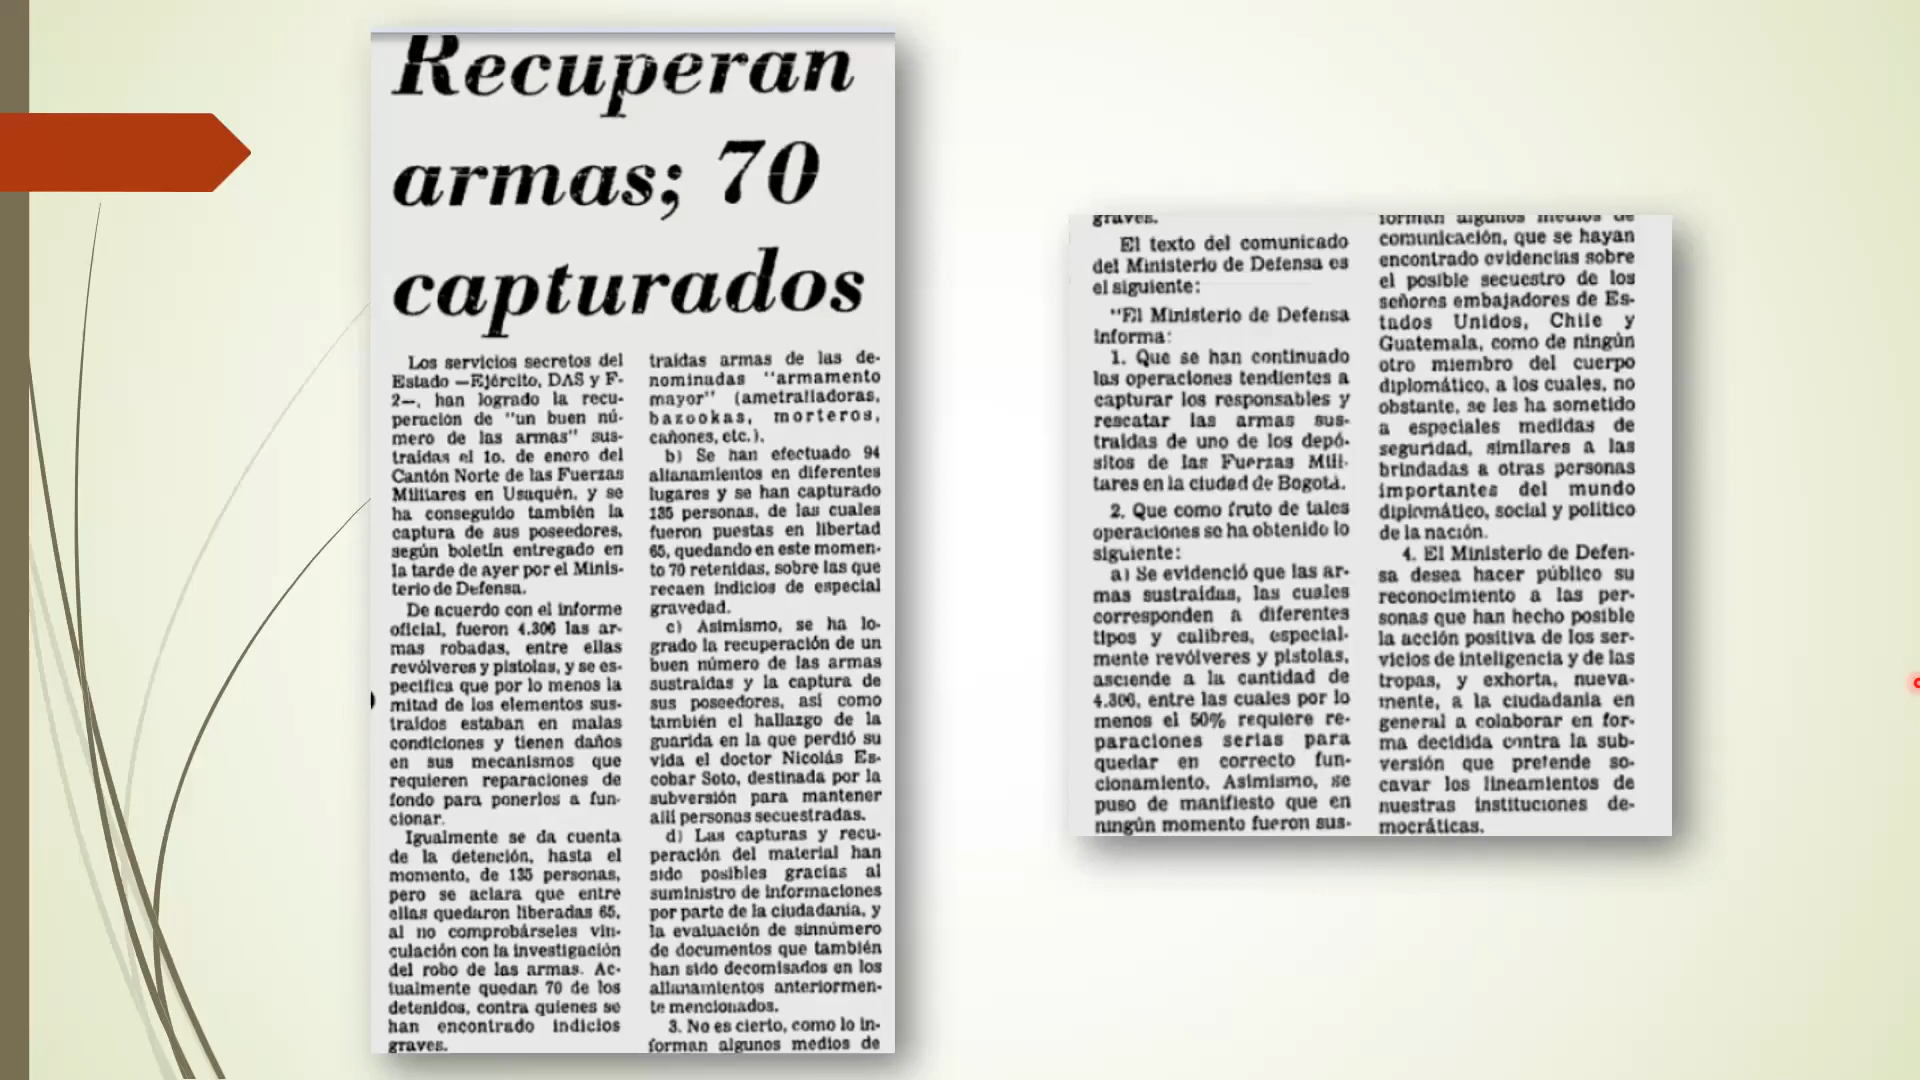 Recuperan
armas; 70
capturados
Los servicios secretos del
Estado —Ejército, DAS y F-
2—, han logrado la recu-
peración de "un buen nú-
mero de las armas" sus-
traídas el 1o. de enero del
Cantón Norte de las Fuerzas
Militares en Usaquén, y se
ha conseguido también la
captura de sus poseedores,
según boletín entregado en
la tarde de ayer por el Minis-
terio de Defensa.
De acuerdo con el informe
oficial, fueron 4.306 las ar-
mas robadas, entre ellas
revólveres y pistolas, y se es-
pecifica que por lo menos la
mitad de los elementos sus-
traídos estaban en malas
condiciones y tienen daños
en sus mecanismos que
requieren reparaciones de
fondo para ponerlos a fun-
cionar.
Igualmente se da cuenta
de la detención, hasta el
momento, de 135 personas,
pero se aclara que entre
ellas quedaron liberadas 65,
al no comprobárseles vin-
culación con la investigación
del robo de las armas. Ac-
tualmente quedan 70 de los
detenidos, contra quienes se
han encontrado indicios
graves.
traídas armas de las de-
nominadas "armamento
mayor" (ametralladoras,
bazookas, morteros,
cañones, etc.).
b) Se han efectuado 94
allanamientos en diferentes
lugares y se han capturado
135 personas, de las cuales
fueron puestas en libertad
65, quedando en este momen-
to 70 retenidas, sobre las que
recaen indicios de especial
gravedad.
c) Asimismo, se ha lo-
grado la recuperación de un
buen número de las armas
sustraídas y la captura de
sus poseedores, así como
también el hallazgo de la
guarida en la que perdió su
vida el doctor Nicolás Es-
cobar Soto, destinada por la
subversión para mantener
allí personas secuestradas.
d) Las capturas y recu-
peración del material han
sido posibles gracias al
suministro de informaciones
por parte de la ciudadanía, y
la evaluación de sinnúmero
de documentos que también
han sido decomisados en los
allanamientos anteriormen-
te mencionados.
3. No es cierto, como lo in-
forman algunos medios de
graves.
El texto del comunicado
del Ministerio de Defensa es
el siguiente:
"El Ministerio de Defensa
Informa:
1. Que se han continuado
las operaciones tendientes a
capturar los responsables y
rescatar las armas sus-
traídas de uno de los depó-
sitos de las Fuerzas Mili-
tares en la ciudad de Bogotá.
2. Que como fruto de tales
operaciones se ha obtenido lo
siguiente:
a) Se evidenció que las ar-
mas sustraídas, las cuales
corresponden a diferentes
tipos y calibres, especial-
mente revólveres y pistolas,
asciende a la cantidad de
4.306, entre las cuales por lo
menos el 50% requiere re-
paraciones serias para
quedar en correcto fun-
cionamiento. Asimismo, se
puso de manifiesto que en
ningún momento fueron sus-
forman algunos medios de
comunicación, que se hayan
encontrado evidencias sobre
el posible secuestro de los
señores embajadores de Es-
tados Unidos, Chile y
Guatemala, como de ningún
otro miembro del cuerpo
diplomático, a los cuales, no
obstante, se les ha sometido
a especiales medidas de
seguridad, similares a las
brindadas a otras personas
importantes del mundo
diplomático, social y político
de la nación.
4. El Ministerio de Defen-
sa desea hacer público su
reconocimiento a las per-
sonas que han hecho posible
la acción positiva de los ser-
vicios de inteligencia y de las
tropas, y exhorta, nueva-
mente, a la ciudadanía en
general a colaborar en for-
ma decidida contra la sub-
versión que pretende so-
cavar los lineamientos de
nuestras instituciones de-
mocráticas.